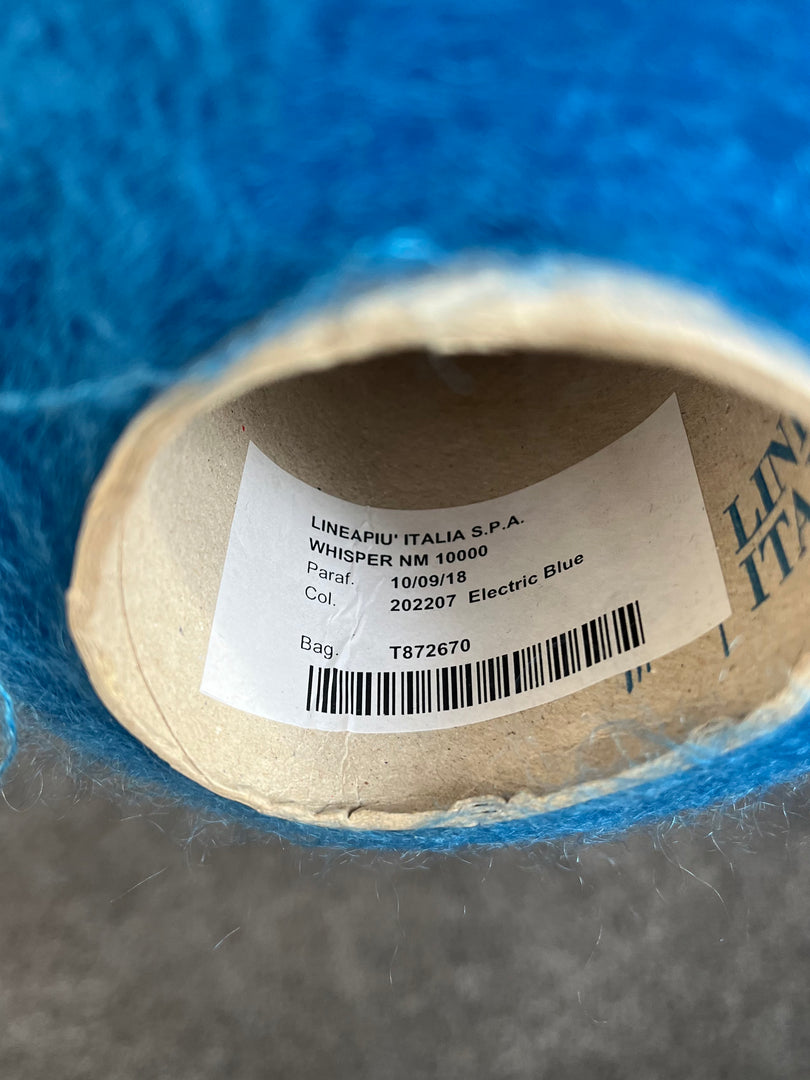 LINEAPIU' ITALIA S.P.A.
WHISPER NM 10000
Paraf. 10/09/18
Col. 202207 Electric Blue
Bag. T872670